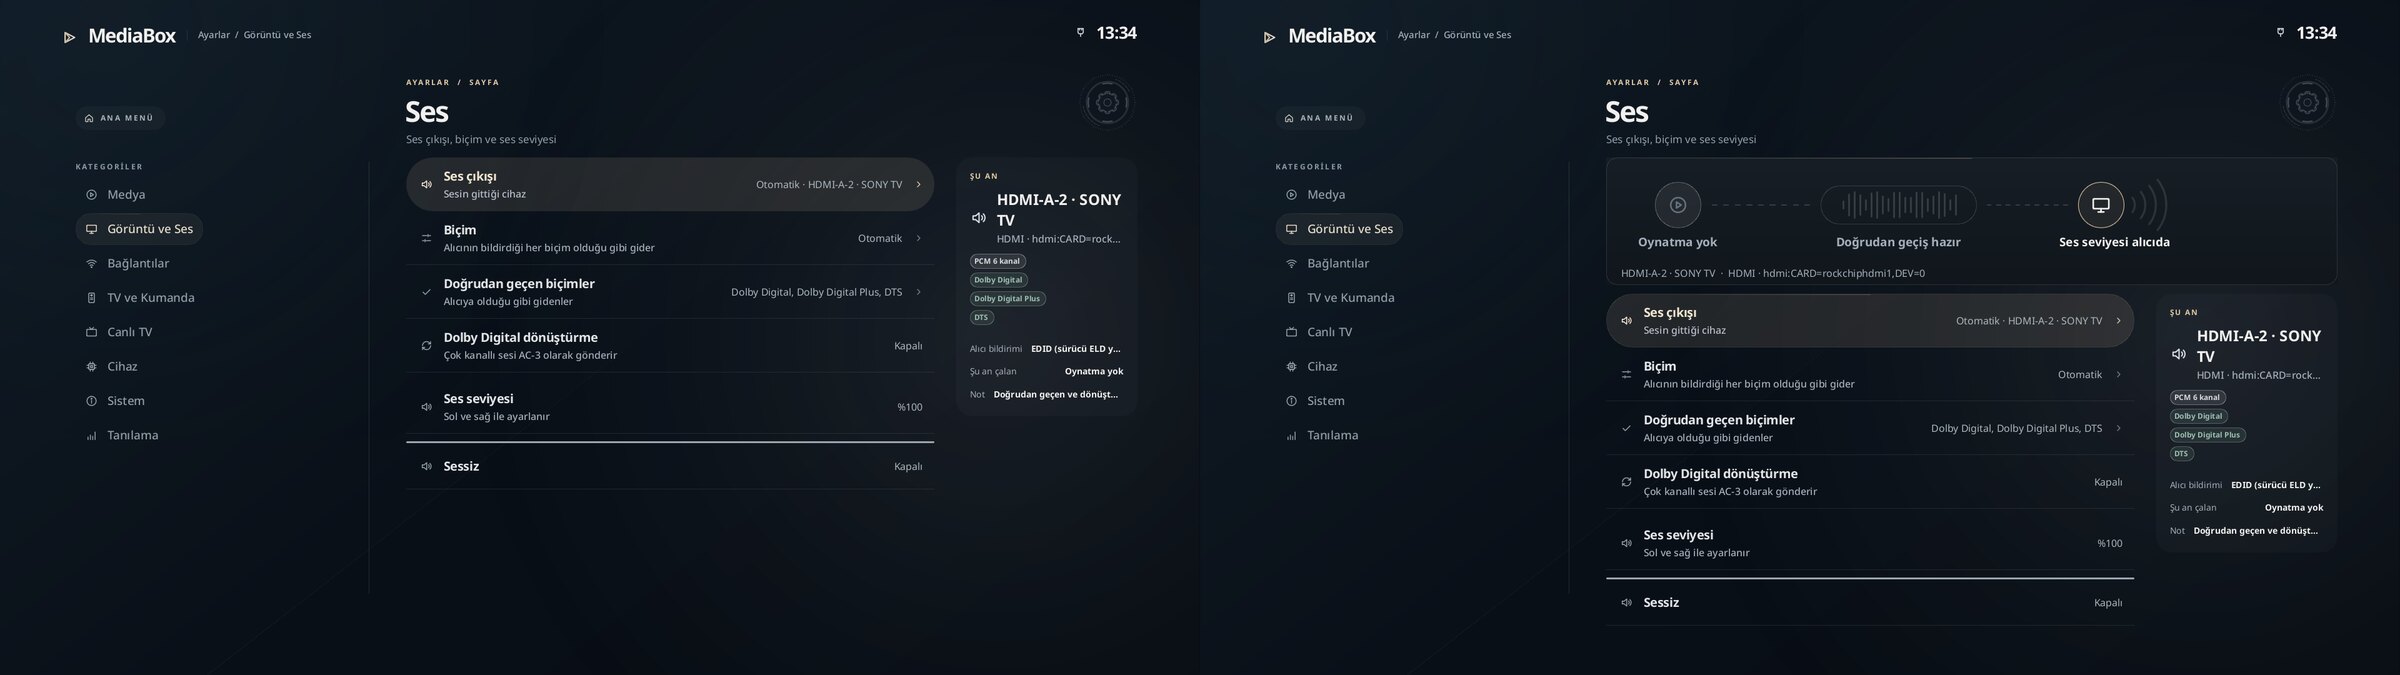 MediaBox
Ayarlar / Görüntü ve Ses
13:34
ANA MENÜ
KATEGORİLER
Medya
Görüntü ve Ses
Bağlantılar
TV ve Kumanda
Canlı TV
Cihaz
Sistem
Tanılama
AYARLAR / SAYFA
Ses
Ses çıkışı, biçim ve ses seviyesi
Ses çıkışı
Sesin gittiği cihaz
Otomatik · HDMI-A-2 · SONY TV
Biçim
Alıcının bildirdiği her biçim olduğu gibi gider
Otomatik
Doğrudan geçen biçimler
Alıcıya olduğu gibi gidenler
Dolby Digital, Dolby Digital Plus, DTS
Dolby Digital dönüştürme
Çok kanallı sesi AC-3 olarak gönderir
Kapalı
Ses seviyesi
Sol ve sağ ile ayarlanır
%100
Sessiz
Kapalı
ŞU AN
HDMI-A-2 · SONY
TV
HDMI · hdmi:CARD=rock...
PCM 6 kanal
Dolby Digital
Dolby Digital Plus
DTS
Alıcı bildirimi EDID (sürücü ELD y...
Şu an çalan Oynatma yok
Not Doğrudan geçen ve dönüşt...
MediaBox
Ayarlar / Görüntü ve Ses
13:34
ANA MENÜ
KATEGORİLER
Medya
Görüntü ve Ses
Bağlantılar
TV ve Kumanda
Canlı TV
Cihaz
Sistem
Tanılama
AYARLAR / SAYFA
Ses
Ses çıkışı, biçim ve ses seviyesi
Oynatma yok
Doğrudan geçiş hazır
Ses seviyesi alıcıda
HDMI-A-2 · SONY TV · HDMI · hdmi:CARD=rockchiphdmi1,DEV=0
Ses çıkışı
Sesin gittiği cihaz
Otomatik · HDMI-A-2 · SONY TV
Biçim
Alıcının bildirdiği her biçim olduğu gibi gider
Otomatik
Doğrudan geçen biçimler
Alıcıya olduğu gibi gidenler
Dolby Digital, Dolby Digital Plus, DTS
Dolby Digital dönüştürme
Çok kanallı sesi AC-3 olarak gönderir
Kapalı
Ses seviyesi
Sol ve sağ ile ayarlanır
%100
Sessiz
Kapalı
ŞU AN
HDMI-A-2 · SONY
TV
HDMI · hdmi:CARD=rock...
PCM 6 kanal
Dolby Digital
Dolby Digital Plus
DTS
Alıcı bildirimi EDID (sürücü ELD y...
Şu an çalan Oynatma yok
Not Doğrudan geçen ve dönüşt...